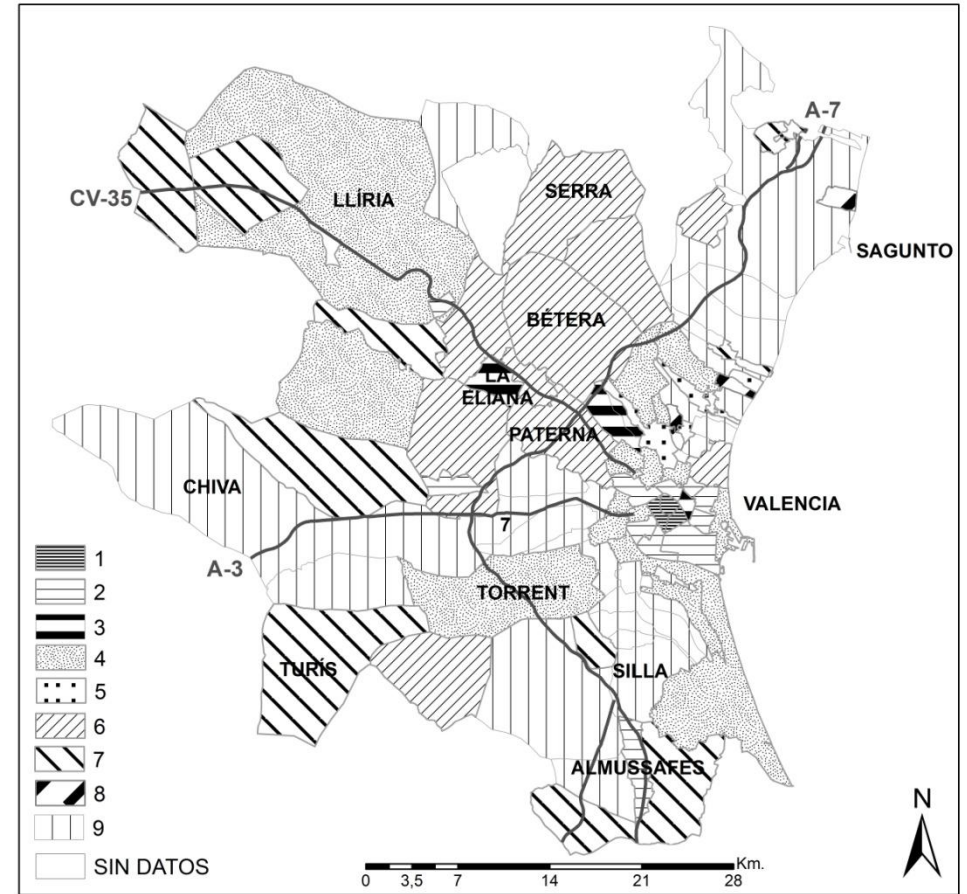 A-7
CV-35
SERRA
LLÍRIA
SAGUNTO
BÉTERA
LA
ELIANA
PATERNA
CHIVA
VALENCIA
7
A-3
TORRENT
TURÍS
SILLA
ALMUSSAFES
1
2
3
4
5
6
7
8
9
SIN DATOS
N
Km.
0 3,5 7 14 21 28